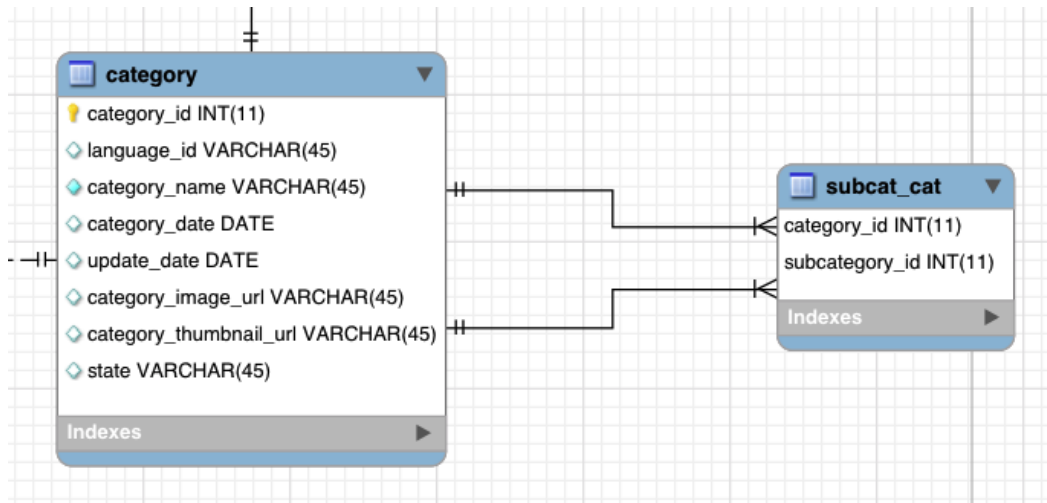 category
category_id INT(11)
language_id VARCHAR(45)
category_name VARCHAR(45)
category_date DATE
update_date DATE
category_image_url VARCHAR(45)
category_thumbnail_url VARCHAR(45)
state VARCHAR(45)
Indexes
subcat_cat
category_id INT(11)
subcategory_id INT(11)
Indexes